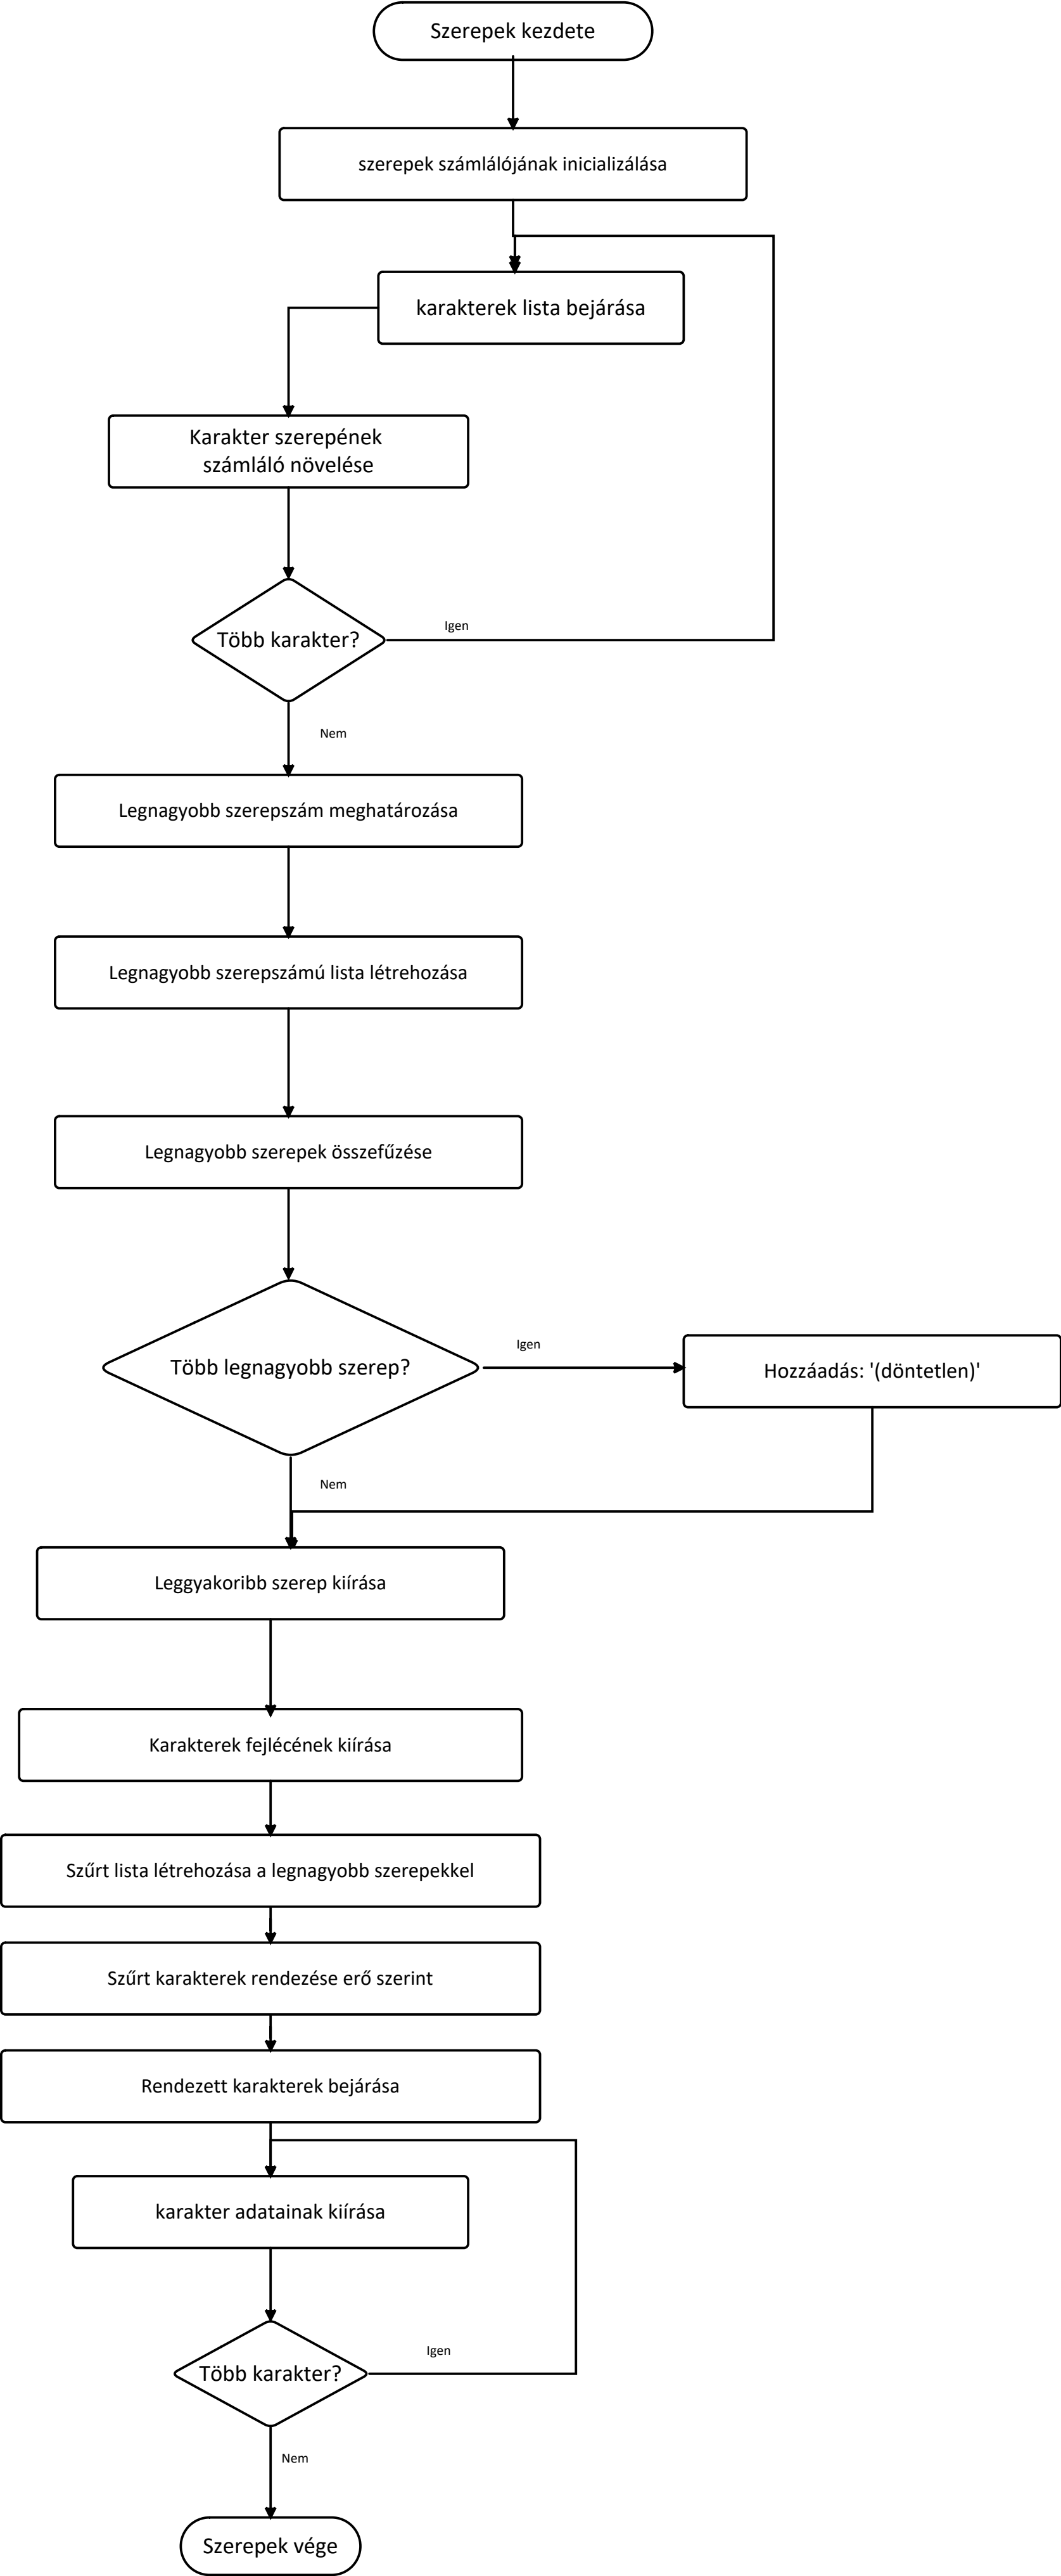 Szerepek kezdete
szerepek számlálójának inicializálása
karakterek lista bejárása
Karakter szerepének
számláló növelése
Több karakter?
Igen
Nem
Legnagyobb szerepszám meghatározása
Legnagyobb szerepszámú lista létrehozása
Legnagyobb szerepek összefűzése
Több legnagyobb szerep?
Igen
Hozzáadás: '(döntetlen)'
Nem
Leggyakoribb szerep kiírása
Karakterek fejlécének kiírása
Szűrt lista létrehozása a legnagyobb szerepekkel
Szűrt karakterek rendezése erő szerint
Rendezett karakterek bejárása
karakter adatainak kiírása
Több karakter?
Igen
Nem
Szerepek vége